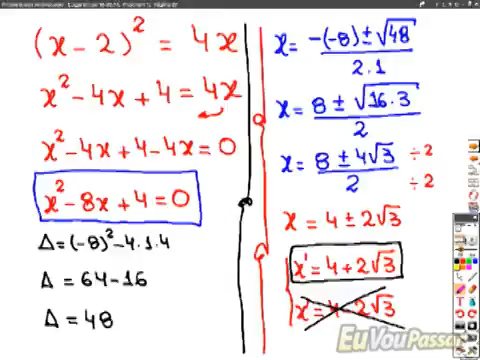 (x - 2)² = 4x
x² - 4x + 4 = 4x
x² - 4x + 4 - 4x = 0
x² - 8x + 4 = 0
Δ = (-8)² - 4.1.4
Δ = 64 - 16
Δ = 48
x = -(-8) ± √48 / 2.1
x = 8 ± √16.3 / 2
x = 8 ± 4√3 / 2 ÷2 ÷2
x = 4 ± 2√3
x' = 4 + 2√3
x' = 4 - 2√3
EuVouPassar